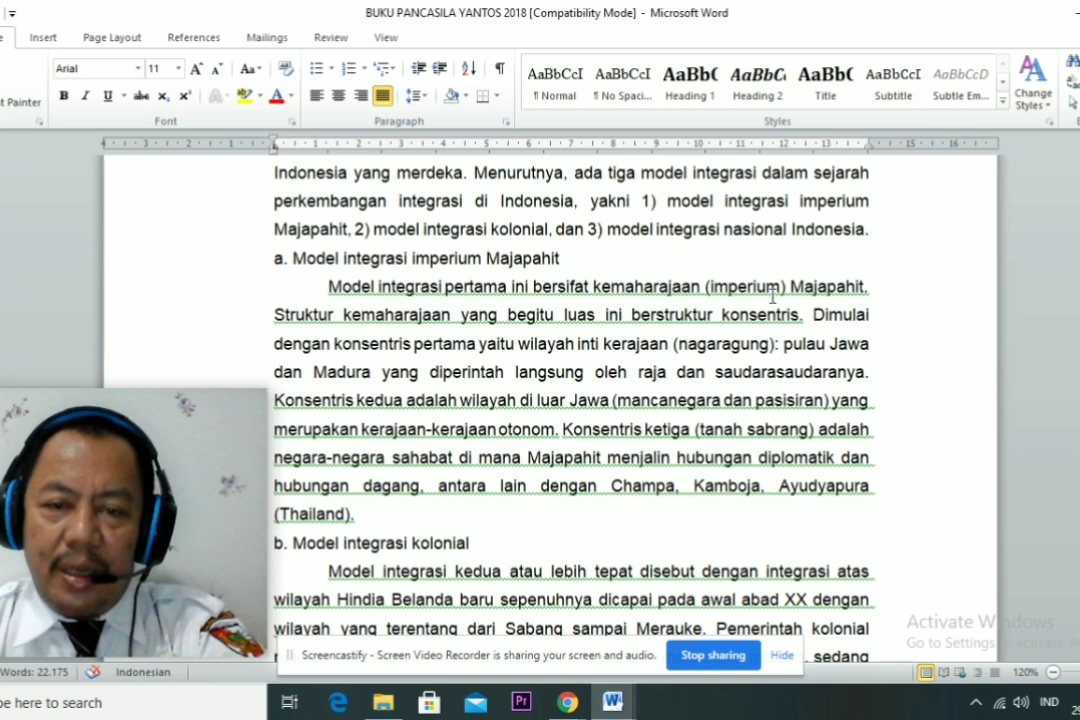 BUKU PANCASILA YANTOS 2018 [Compatibility Mode] - Microsoft Word
Insert Page Layout References Mailings Review View
Arial 11
t Painter
AaBbCcI AaBbCcI AaBbC AaBbC AaBbC AaBbCcI AaBbCcD
¶ Normal ¶ No Spaci... Heading 1 Heading 2 Title Subtitle Subtle Em...
Change Styles
Font Paragraph Styles
Indonesia yang merdeka. Menurutnya, ada tiga model integrasi dalam sejarah
perkembangan integrasi di Indonesia, yakni 1) model integrasi imperium
Majapahit, 2) model integrasi kolonial, dan 3) model integrasi nasional Indonesia.
a. Model integrasi imperium Majapahit
Model integrasi pertama ini bersifat kemaharajaan (imperium) Majapahit.
Struktur kemaharajaan yang begitu luas ini berstruktur konsentris. Dimulai
dengan konsentris pertama yaitu wilayah inti kerajaan (nagaragung): pulau Jawa
dan Madura yang diperintah langsung oleh raja dan saudarasaudaranya.
Konsentris kedua adalah wilayah di luar Jawa (mancanegara dan pasisiran) yang
merupakan kerajaan-kerajaan otonom. Konsentris ketiga (tanah sabrang) adalah
negara-negara sahabat di mana Majapahit menjalin hubungan diplomatik dan
hubungan dagang, antara lain dengan Champa, Kamboja, Ayudyapura
(Thailand).
b. Model integrasi kolonial
Model integrasi kedua atau lebih tepat disebut dengan integrasi atas
wilayah Hindia Belanda baru sepenuhnya dicapai pada awal abad XX dengan
wilayah yang terentang dari Sabang sampai Merauke. Pemerintah kolonial
sedang
Activate Windows
Go to Settings to activate W
Screencastify - Screen Video Recorder is sharing your screen and audio. Stop sharing Hide
Words: 22.175 Indonesian 120%
pe here to search
Pr
W
IND